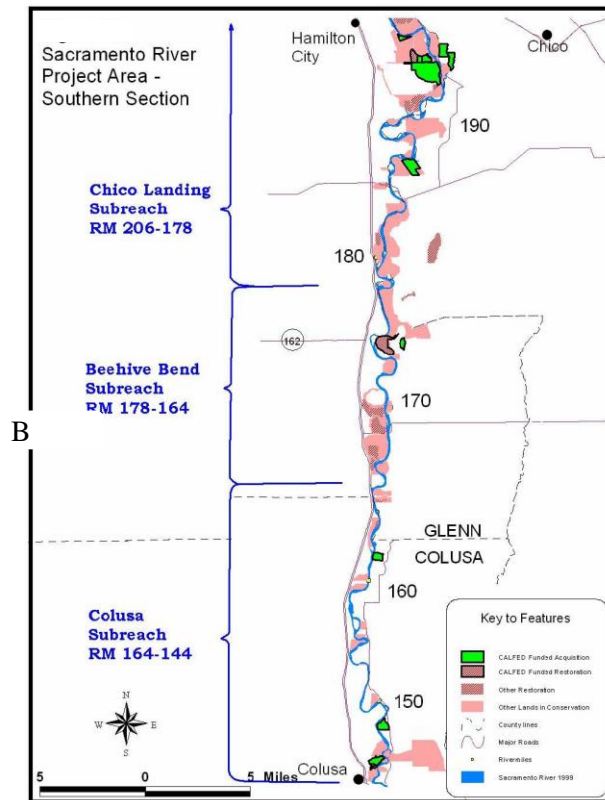 Sacramento River
Project Area -
Southern Section
Hamilton
City
Chico
190
Chico Landing
Subreach
RM 206-178
180
162
Beehive Bend
Subreach
RM 178-164
170
B
GLENN
COLUSA
160
Colusa
Subreach
RM 164-144
150
N
W E
S
Colusa
5 0 5 Miles
Key to Features
CALFED Funded Acquisition
CALFED Funded Restoration
Other Restoration
Other Lands in Conservation
County lines
Major Roads
Rivermiles
Sacramento River 1999